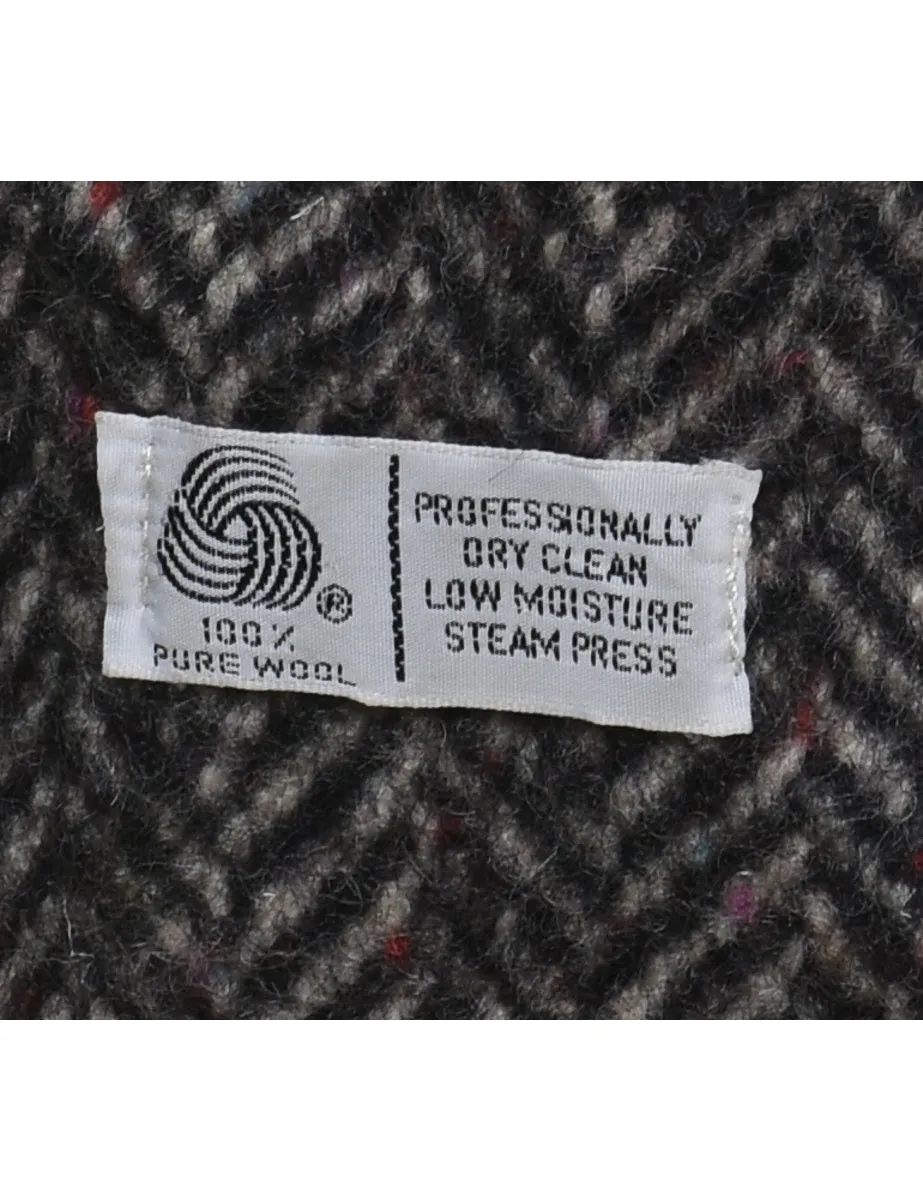 ®
100%
PURE WOOL
PROFESSIONALLY
DRY CLEAN
LOW MOISTURE
STEAM PRESS